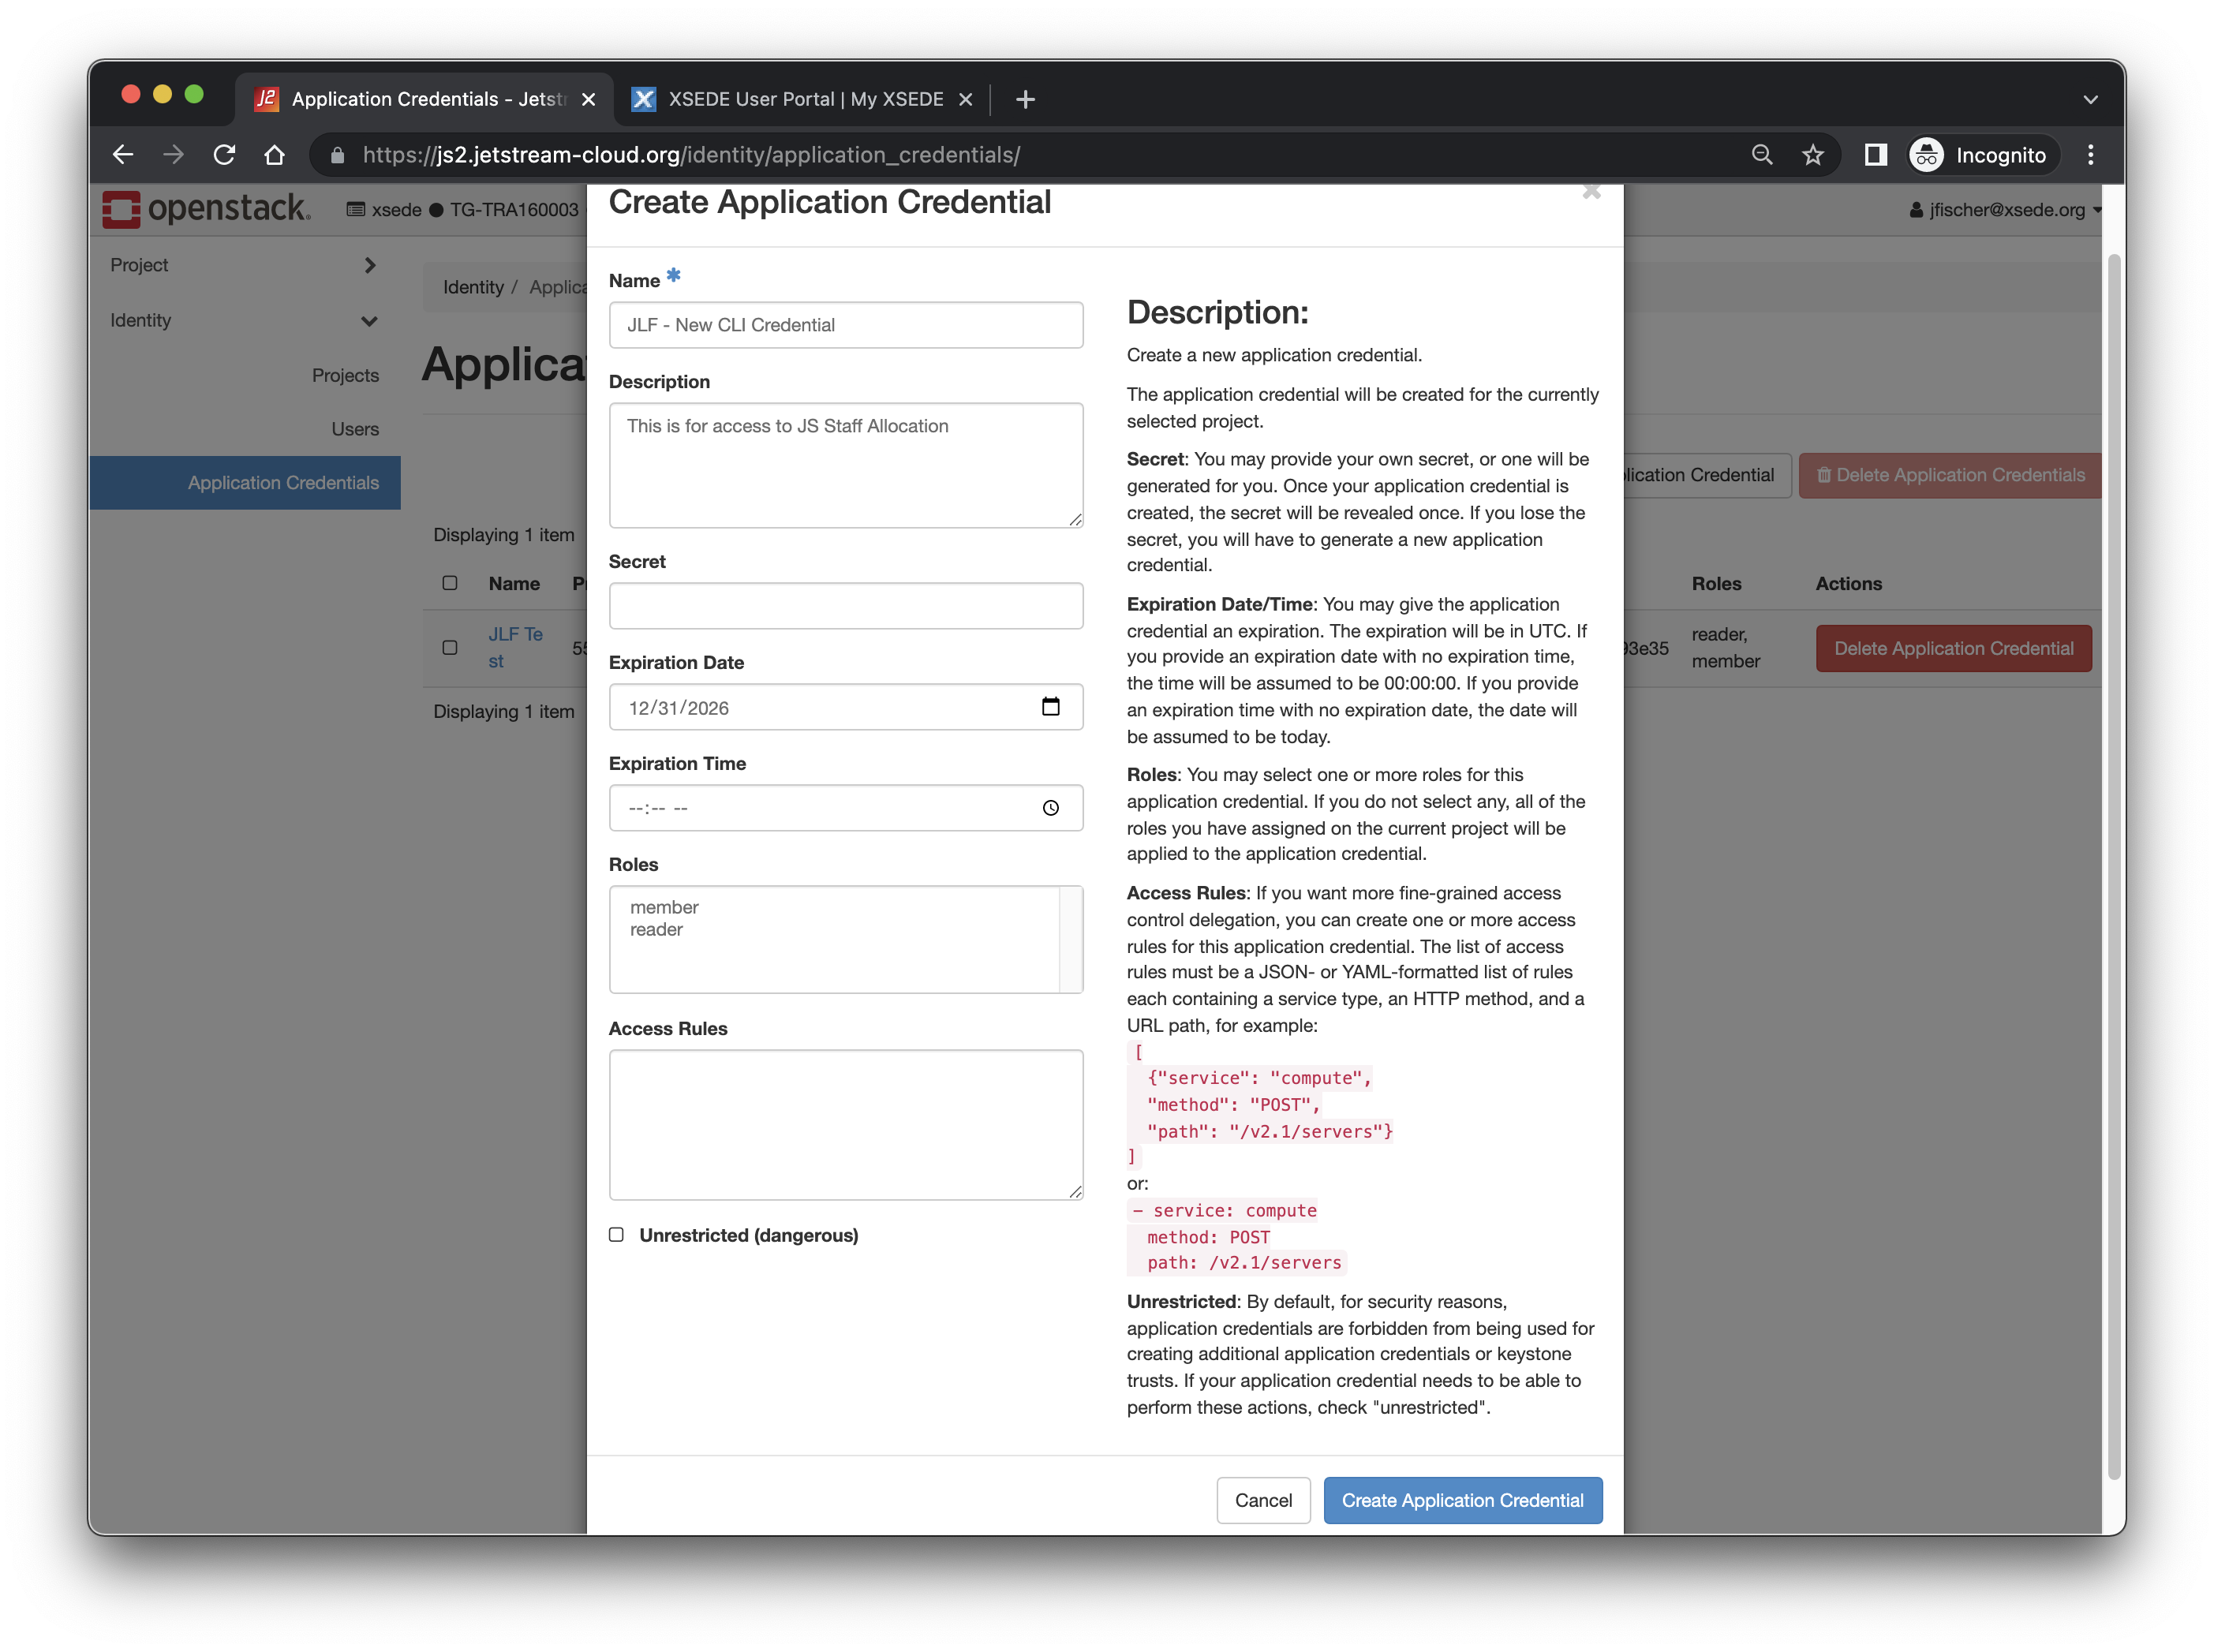 Application Credentials - Jetst
XSEDE User Portal | My XSEDE
https://js2.jetstream-cloud.org/identity/application_credentials/
Incognito
openstack.
xsede
TG-TRA160003
jfischer@xsede.org
Project
Identity
Projects
Users
Application Credentials
Identity /
Displaying 1 item
Name
JLF Te
st
Displaying 1 item
Create Application Credential
Name *
JLF - New CLI Credential
Description
This is for access to JS Staff Allocation
Secret
Expiration Date
12/31/2026
Expiration Time
--:-- --
Roles
member
reader
Access Rules
Unrestricted (dangerous)
Description:
Create a new application credential.
The application credential will be created for the currently
selected project.
Secret: You may provide your own secret, or one will be
generated for you. Once your application credential is
created, the secret will be revealed once. If you lose the
secret, you will have to generate a new application
credential.
Expiration Date/Time: You may give the application
credential an expiration. The expiration will be in UTC. If
you provide an expiration date with no expiration time,
the time will be assumed to be 00:00:00. If you provide
an expiration time with no expiration date, the date will
be assumed to be today.
Roles: You may select one or more roles for this
application credential. If you do not select any, all of the
roles you have assigned on the current project will be
applied to the application credential.
Access Rules: If you want more fine-grained access
control delegation, you can create one or more access
rules for this application credential. The list of access
rules must be a JSON- or YAML-formatted list of rules
each containing a service type, an HTTP method, and a
URL path, for example:
[
{"service": "compute",
"method": "POST",
"path": "/v2.1/servers"}
]
or:
- service: compute
method: POST
path: /v2.1/servers
Unrestricted: By default, for security reasons,
application credentials are forbidden from being used for
creating additional application credentials or keystone
trusts. If your application credential needs to be able to
perform these actions, check "unrestricted".
Cancel
Create Application Credential
Credential
Delete Application Credentials
Roles
Actions
93e35
reader,
member
Delete Application Credential